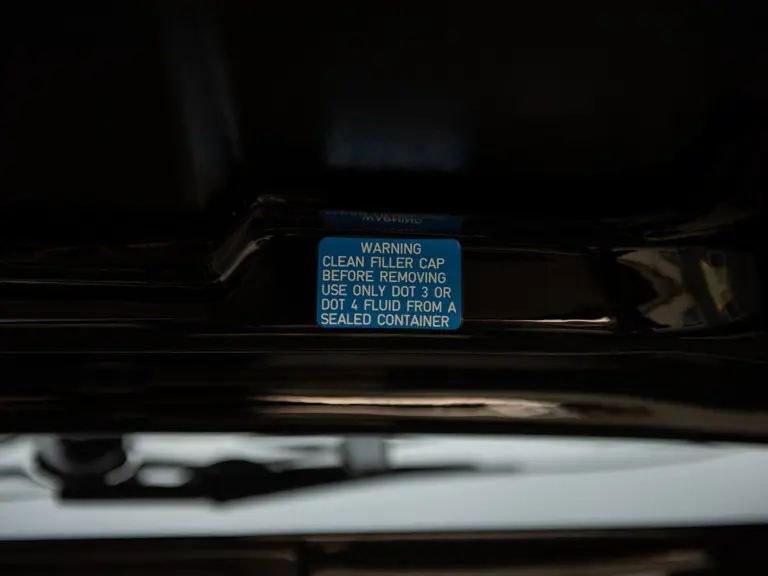 WARNING
CLEAN FILLER CAP
BEFORE REMOVING
USE ONLY DOT 3 OR
DOT 4 FLUID FROM A
SEALED CONTAINER